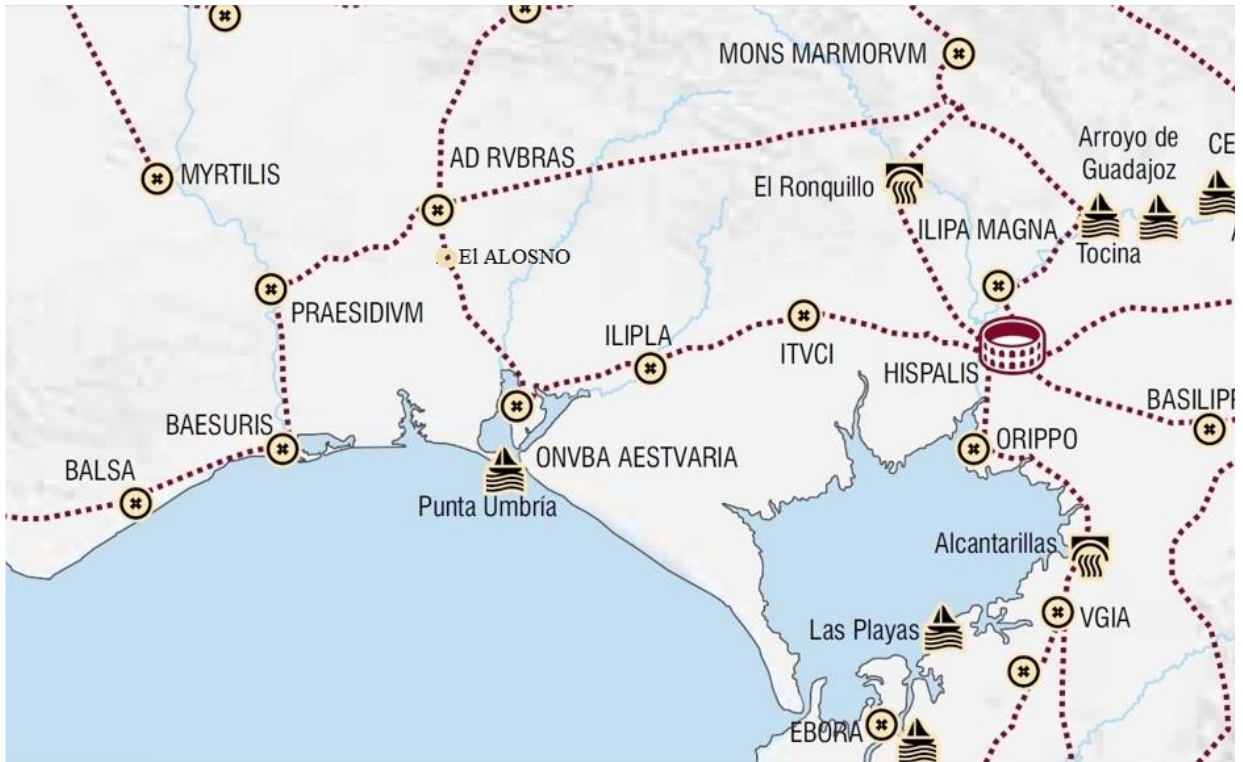 MONS MARMORVM
Arroyo de
Guadajoz
CE
AD RVBRAS
MYRTILIS
El Ronquillo
ILIPA MAGNA
A
Tocina
El ALOSNO
PRAESIDIVM
ILIPLA
ITVCI
HISPALIS
BASILIPP
BAESURIS
ORIPPO
BALSA
ONVBA AESTVARIA
Punta Umbría
Alcantarillas
Las Playas
VGIA
EBORA